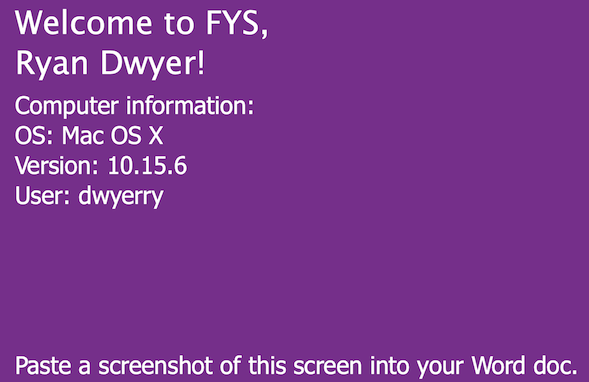 Welcome to FYS,
Ryan Dwyer!
Computer information:
OS: Mac OS X
Version: 10.15.6
User: dwyerry
Paste a screenshot of this screen into your Word doc.